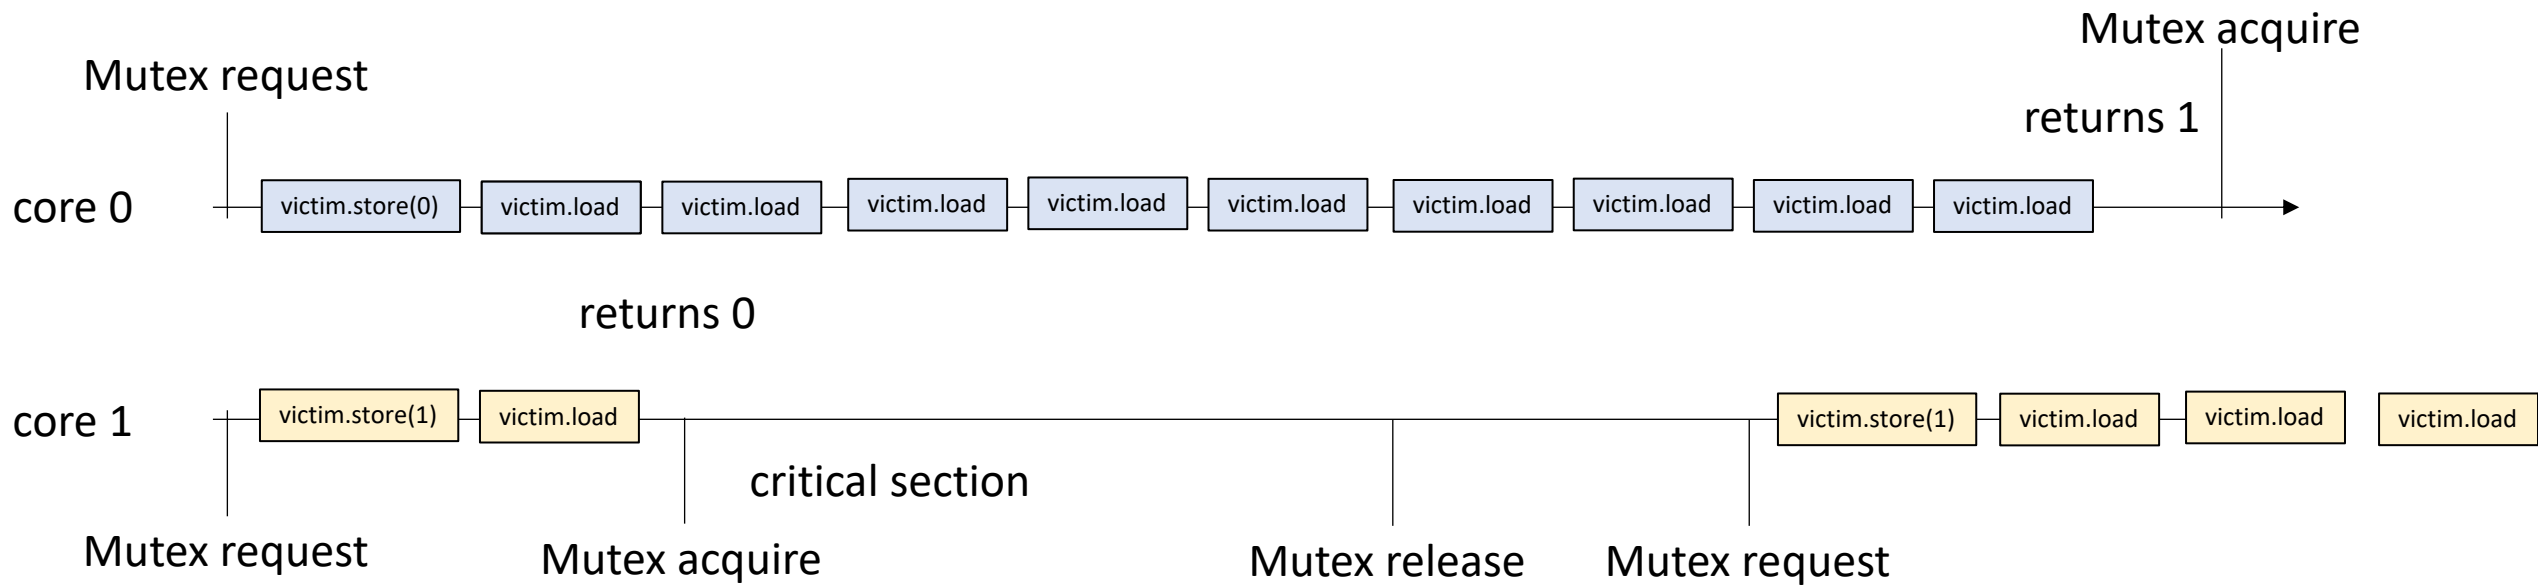 Mutex acquire
Mutex request
returns 1
core 0
victim.store(0)
victim.load
victim.load
victim.load
victim.load
victim.load
victim.load
victim.load
victim.load
victim.load
returns 0
core 1
victim.store(1)
victim.load
victim.store(1)
victim.load
victim.load
victim.load
critical section
Mutex request
Mutex acquire
Mutex release
Mutex request